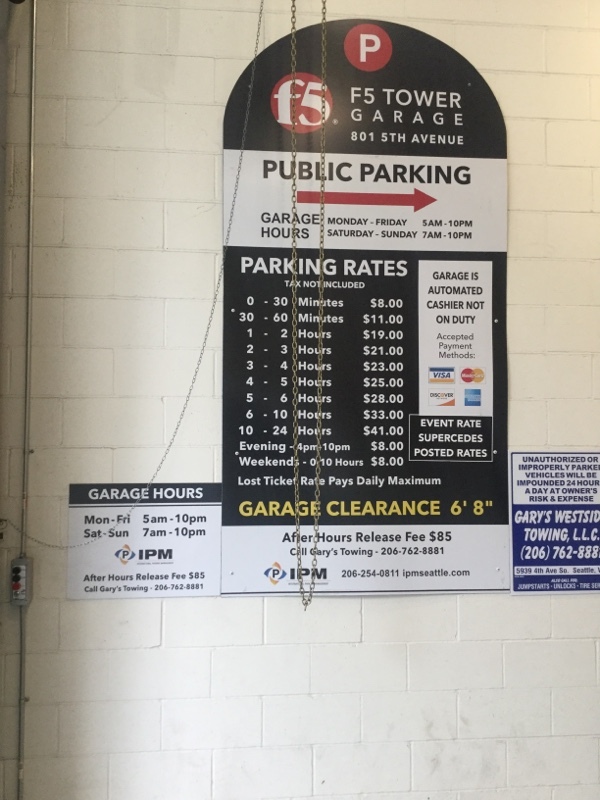 P
f5® F5 TOWER
GARAGE
801 5TH AVENUE
PUBLIC PARKING
GARAGE HOURS
MONDAY - FRIDAY 5AM - 10PM
SATURDAY - SUNDAY 7AM - 10PM
PARKING RATES
TAX NOT INCLUDED
0 - 30 Minutes $8.00
30 - 60 Minutes $11.00
1 - 2 Hours $19.00
2 - 3 Hours $21.00
3 - 4 Hours $23.00
4 - 5 Hours $25.00
5 - 6 Hours $28.00
6 - 10 Hours $33.00
10 - 24 Hours $41.00
Evening - 4pm-10pm $8.00
Weekends - 0-10 Hours $8.00
Lost Ticket Rate Pays Daily Maximum
GARAGE IS
AUTOMATED
CASHIER NOT
ON DUTY
Accepted
Payment
Methods:
VISA MasterCard
DISCOVER
EVENT RATE
SUPERCEDES
POSTED RATES
GARAGE CLEARANCE 6' 8"
After Hours Release Fee $85
Call Gary's Towing - 206-762-8881
P IPM 206-254-0811 ipmseattle.com
GARAGE HOURS
Mon-Fri 5am-10pm
Sat-Sun 7am-10pm
P IPM
After Hours Release Fee $85
Call Gary's Towing - 206-762-8881
UNAUTHORIZED OR
IMPROPERLY PARKE
VEHICLES WILL BE
IMPOUNDED 24 HOUR
A DAY AT OWNER'S
RISK & EXPENSE
GARY'S WESTSID
TOWING, L.L.C.
(206) 762-888
5939 4th Ave So. Seattle,
JUMPSTARTS - UNLOCKS - TIRE SE